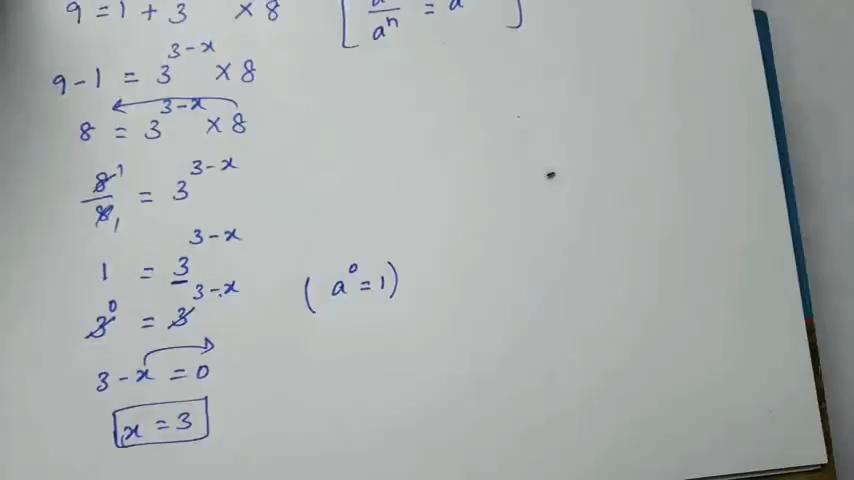 9 = 1 + 3 × 8 [ a^n = a ]
9 - 1 = 3^{3-x} × 8
8 = 3^{3-x} × 8
8/8 = 3^{3-x}
1 = 3^{3-x}
3^0 = 3^{3-x} (a^0 = 1)
3 - x = 0
x = 3